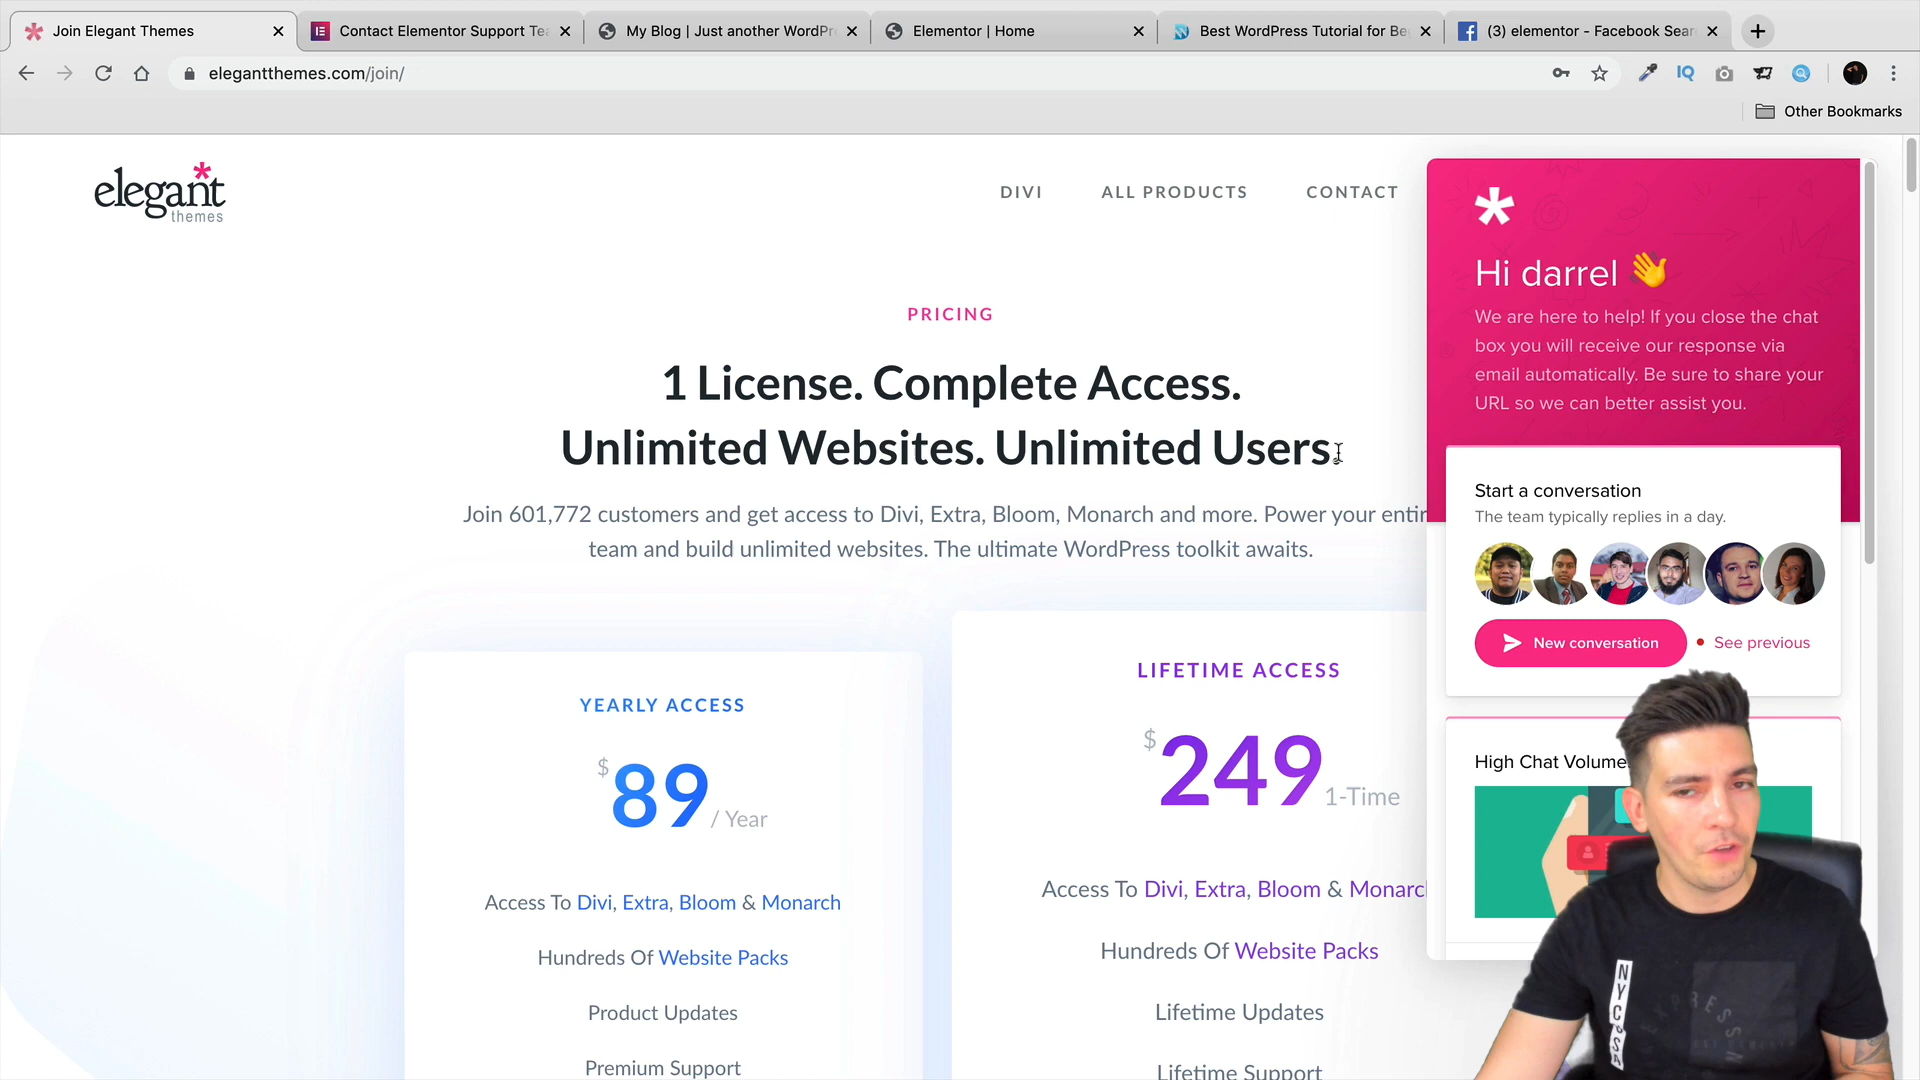 Join Elegant Themes
Contact Elementor Support Tea
My Blog | Just another WordPr
Elementor | Home
Best WordPress Tutorial for Be
(3) elementor - Facebook Sear
elegantthemes.com/join/
IQ
Other Bookmarks
elegant
themes
DIVI
ALL PRODUCTS
CONTACT
PRICING
1 License. Complete Access.
Unlimited Websites. Unlimited Users.
Join 601,772 customers and get access to Divi, Extra, Bloom, Monarch and more. Power your entir
team and build unlimited websites. The ultimate WordPress toolkit awaits.
YEARLY ACCESS
$89 / Year
Access To Divi, Extra, Bloom & Monarch
Hundreds Of Website Packs
Product Updates
Premium Support
LIFETIME ACCESS
$249 1-Time
Access To Divi, Extra, Bloom & Monarch
Hundreds Of Website Packs
Lifetime Updates
Lifetime Support
Hi darrel 👋
We are here to help! If you close the chat
box you will receive our response via
email automatically. Be sure to share your
URL so we can better assist you.
Start a conversation
The team typically replies in a day.
New conversation
See previous
High Chat Volume
NYC